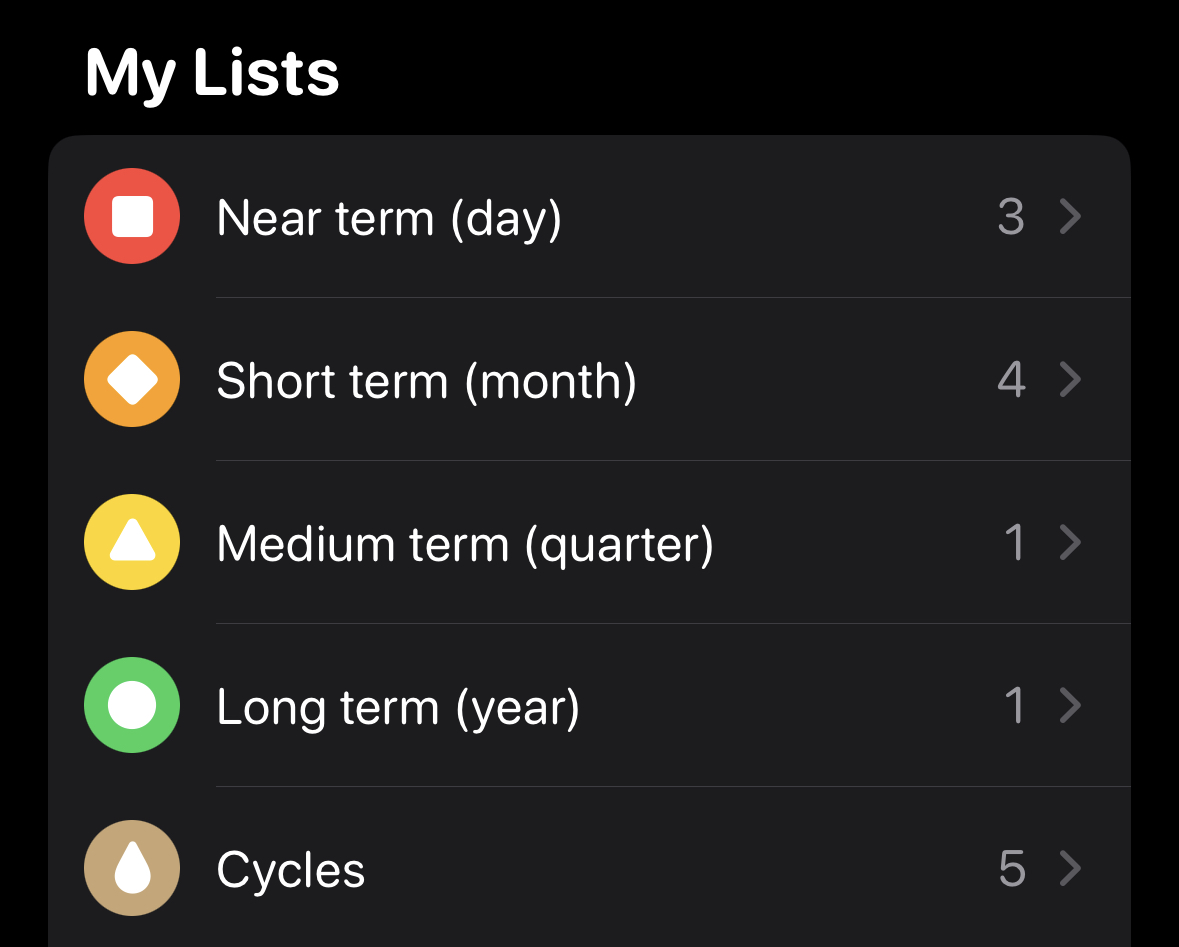 My Lists
Near term (day) 3
Short term (month) 4
Medium term (quarter) 1
Long term (year) 1
Cycles 5